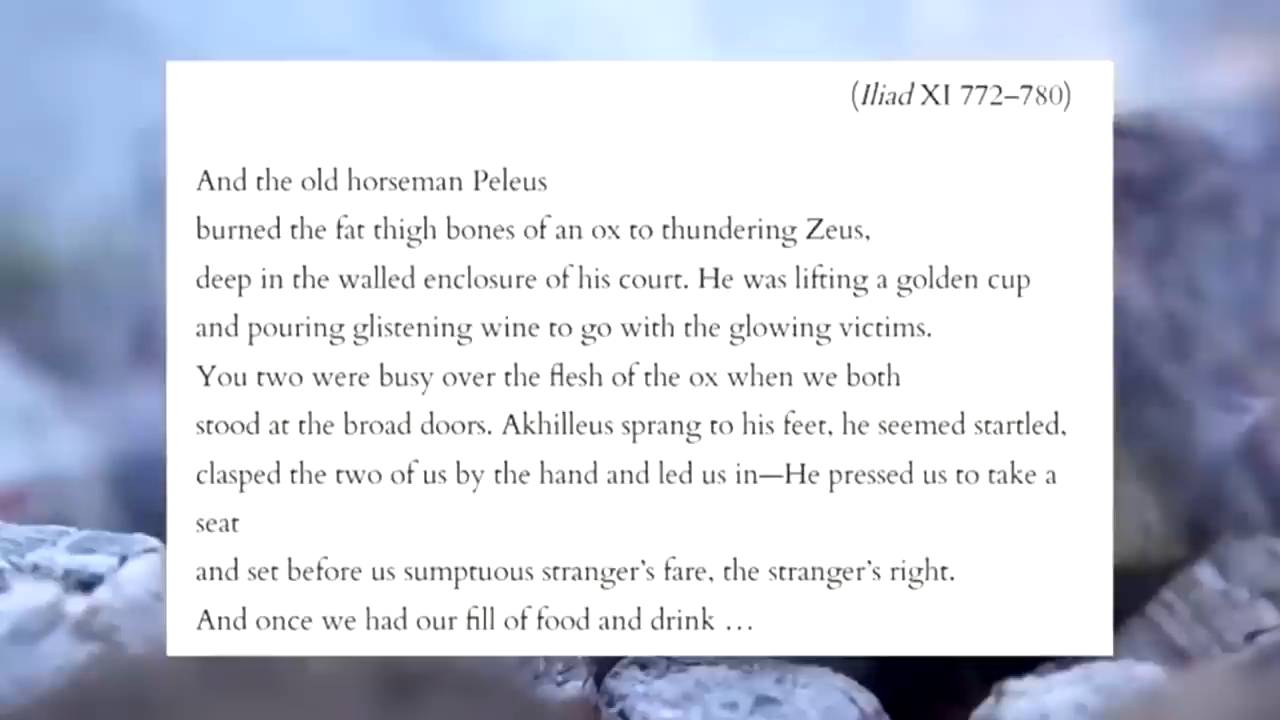 (Iliad XI 772–780)
And the old horseman Peleus
burned the fat thigh bones of an ox to thundering Zeus,
deep in the walled enclosure of his court. He was lifting a golden cup
and pouring glistening wine to go with the glowing victims.
You two were busy over the flesh of the ox when we both
stood at the broad doors. Akhilleus sprang to his feet, he seemed startled,
clasped the two of us by the hand and led us in—He pressed us to take a
seat
and set before us sumptuous stranger’s fare, the stranger’s right.
And once we had our fill of food and drink …